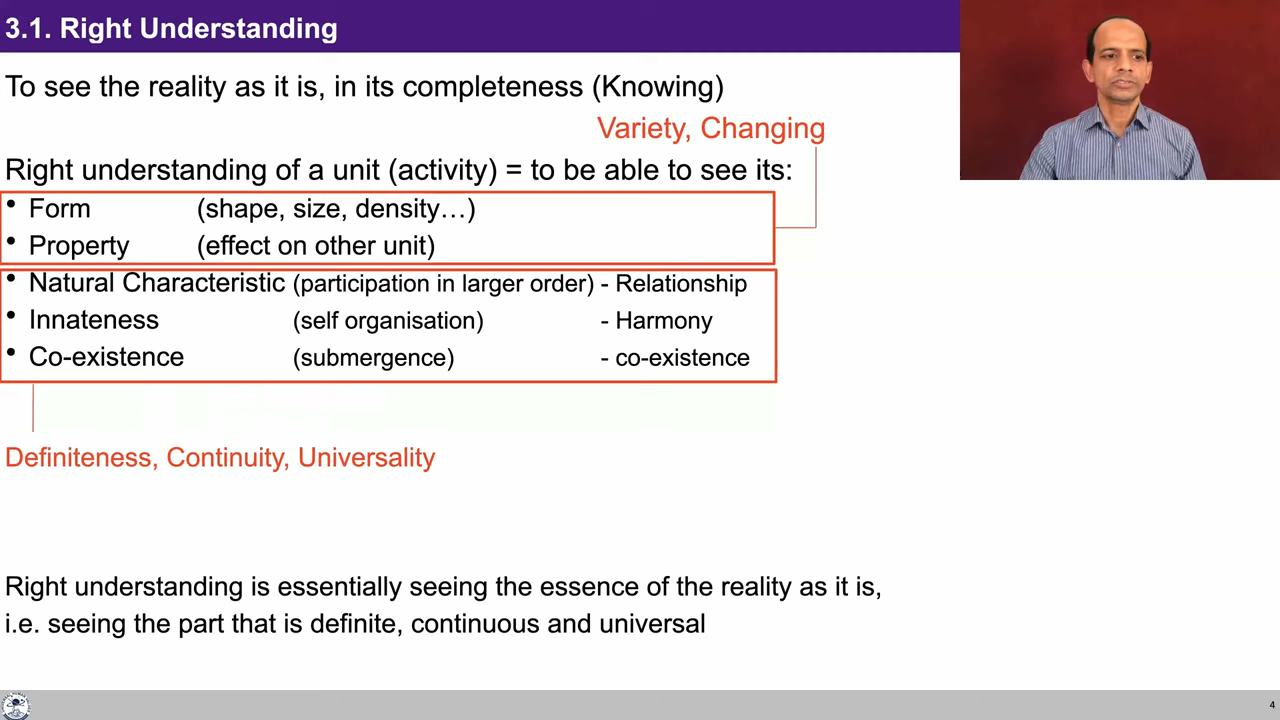 3.1. Right Understanding
To see the reality as it is, in its completeness (Knowing)
Variety, Changing
Right understanding of a unit (activity) = to be able to see its:
• Form (shape, size, density…)
• Property (effect on other unit)
• Natural Characteristic (participation in larger order) - Relationship
• Innateness (self organisation) - Harmony
• Co-existence (submergence) - co-existence
Definiteness, Continuity, Universality
Right understanding is essentially seeing the essence of the reality as it is,
i.e. seeing the part that is definite, continuous and universal
4